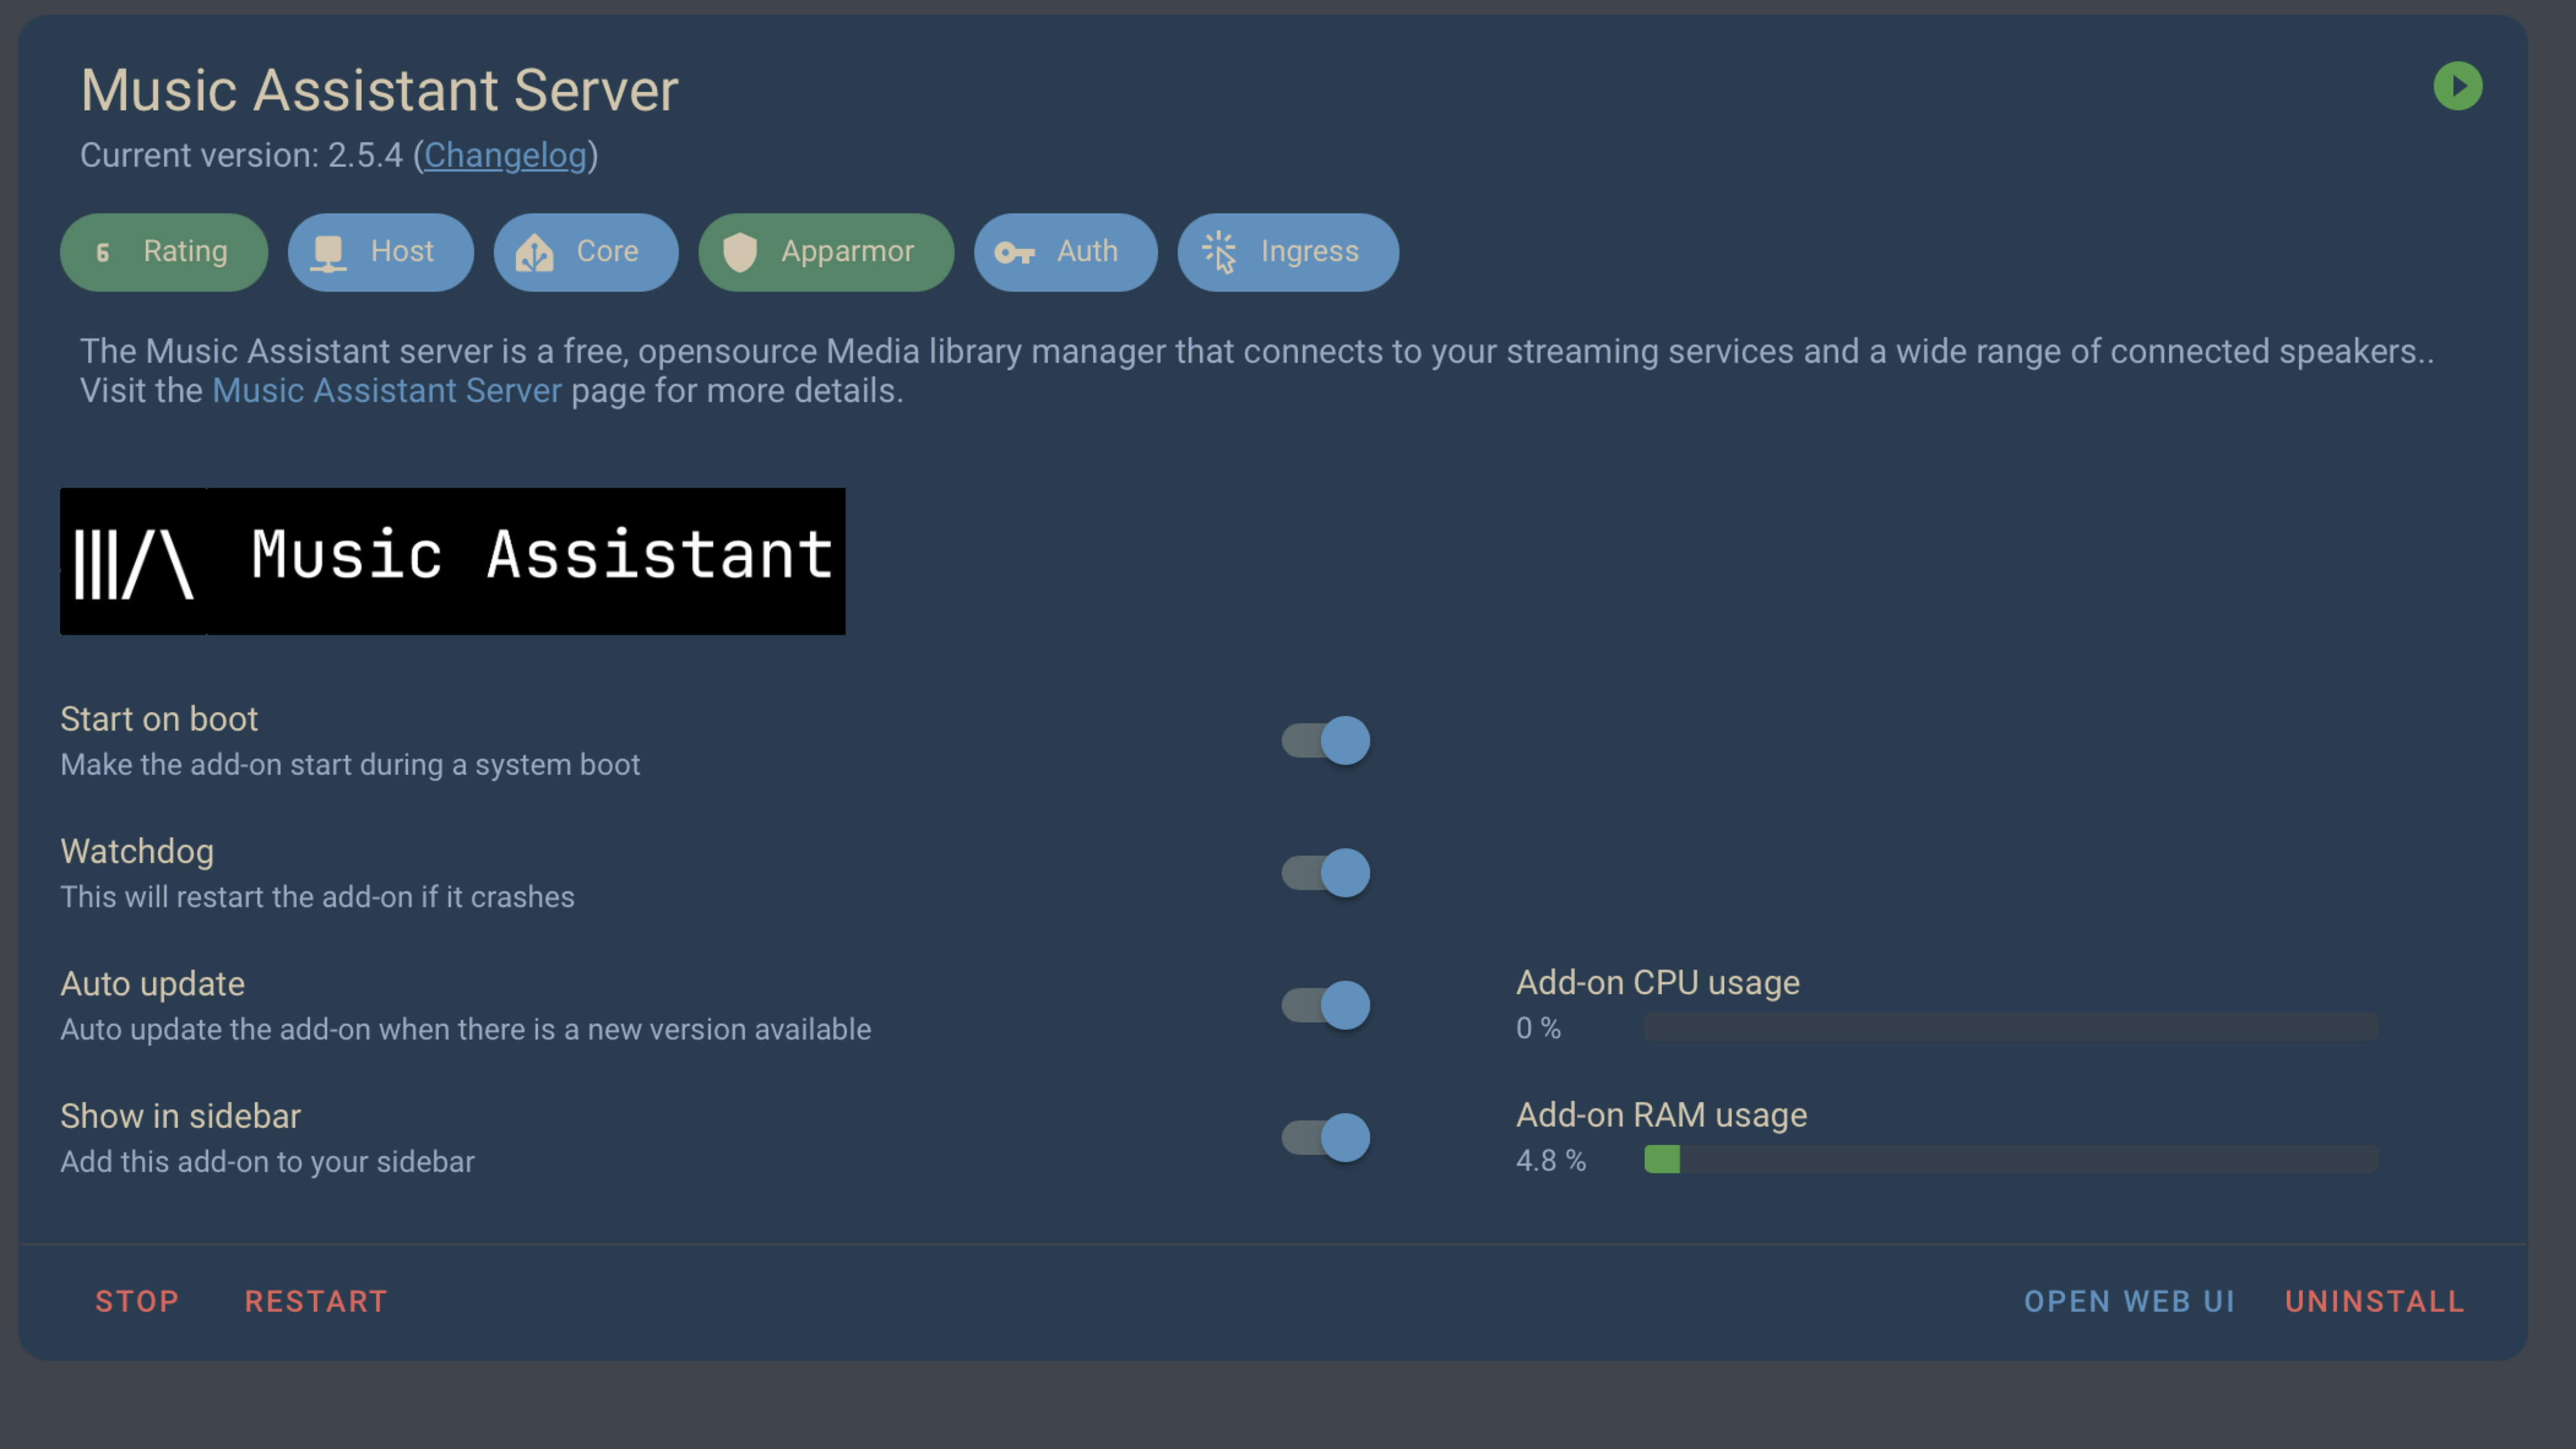 Music Assistant Server
Current version: 2.5.4 (Changelog)
6 Rating Host Core Apparmor Auth Ingress
The Music Assistant server is a free, opensource Media library manager that connects to your streaming services and a wide range of connected speakers..
Visit the Music Assistant Server page for more details.
Music Assistant
Start on boot
Make the add-on start during a system boot
Watchdog
This will restart the add-on if it crashes
Auto update
Auto update the add-on when there is a new version available
Add-on CPU usage
0 %
Show in sidebar
Add this add-on to your sidebar
Add-on RAM usage
4.8 %
STOP RESTART OPEN WEB UI UNINSTALL